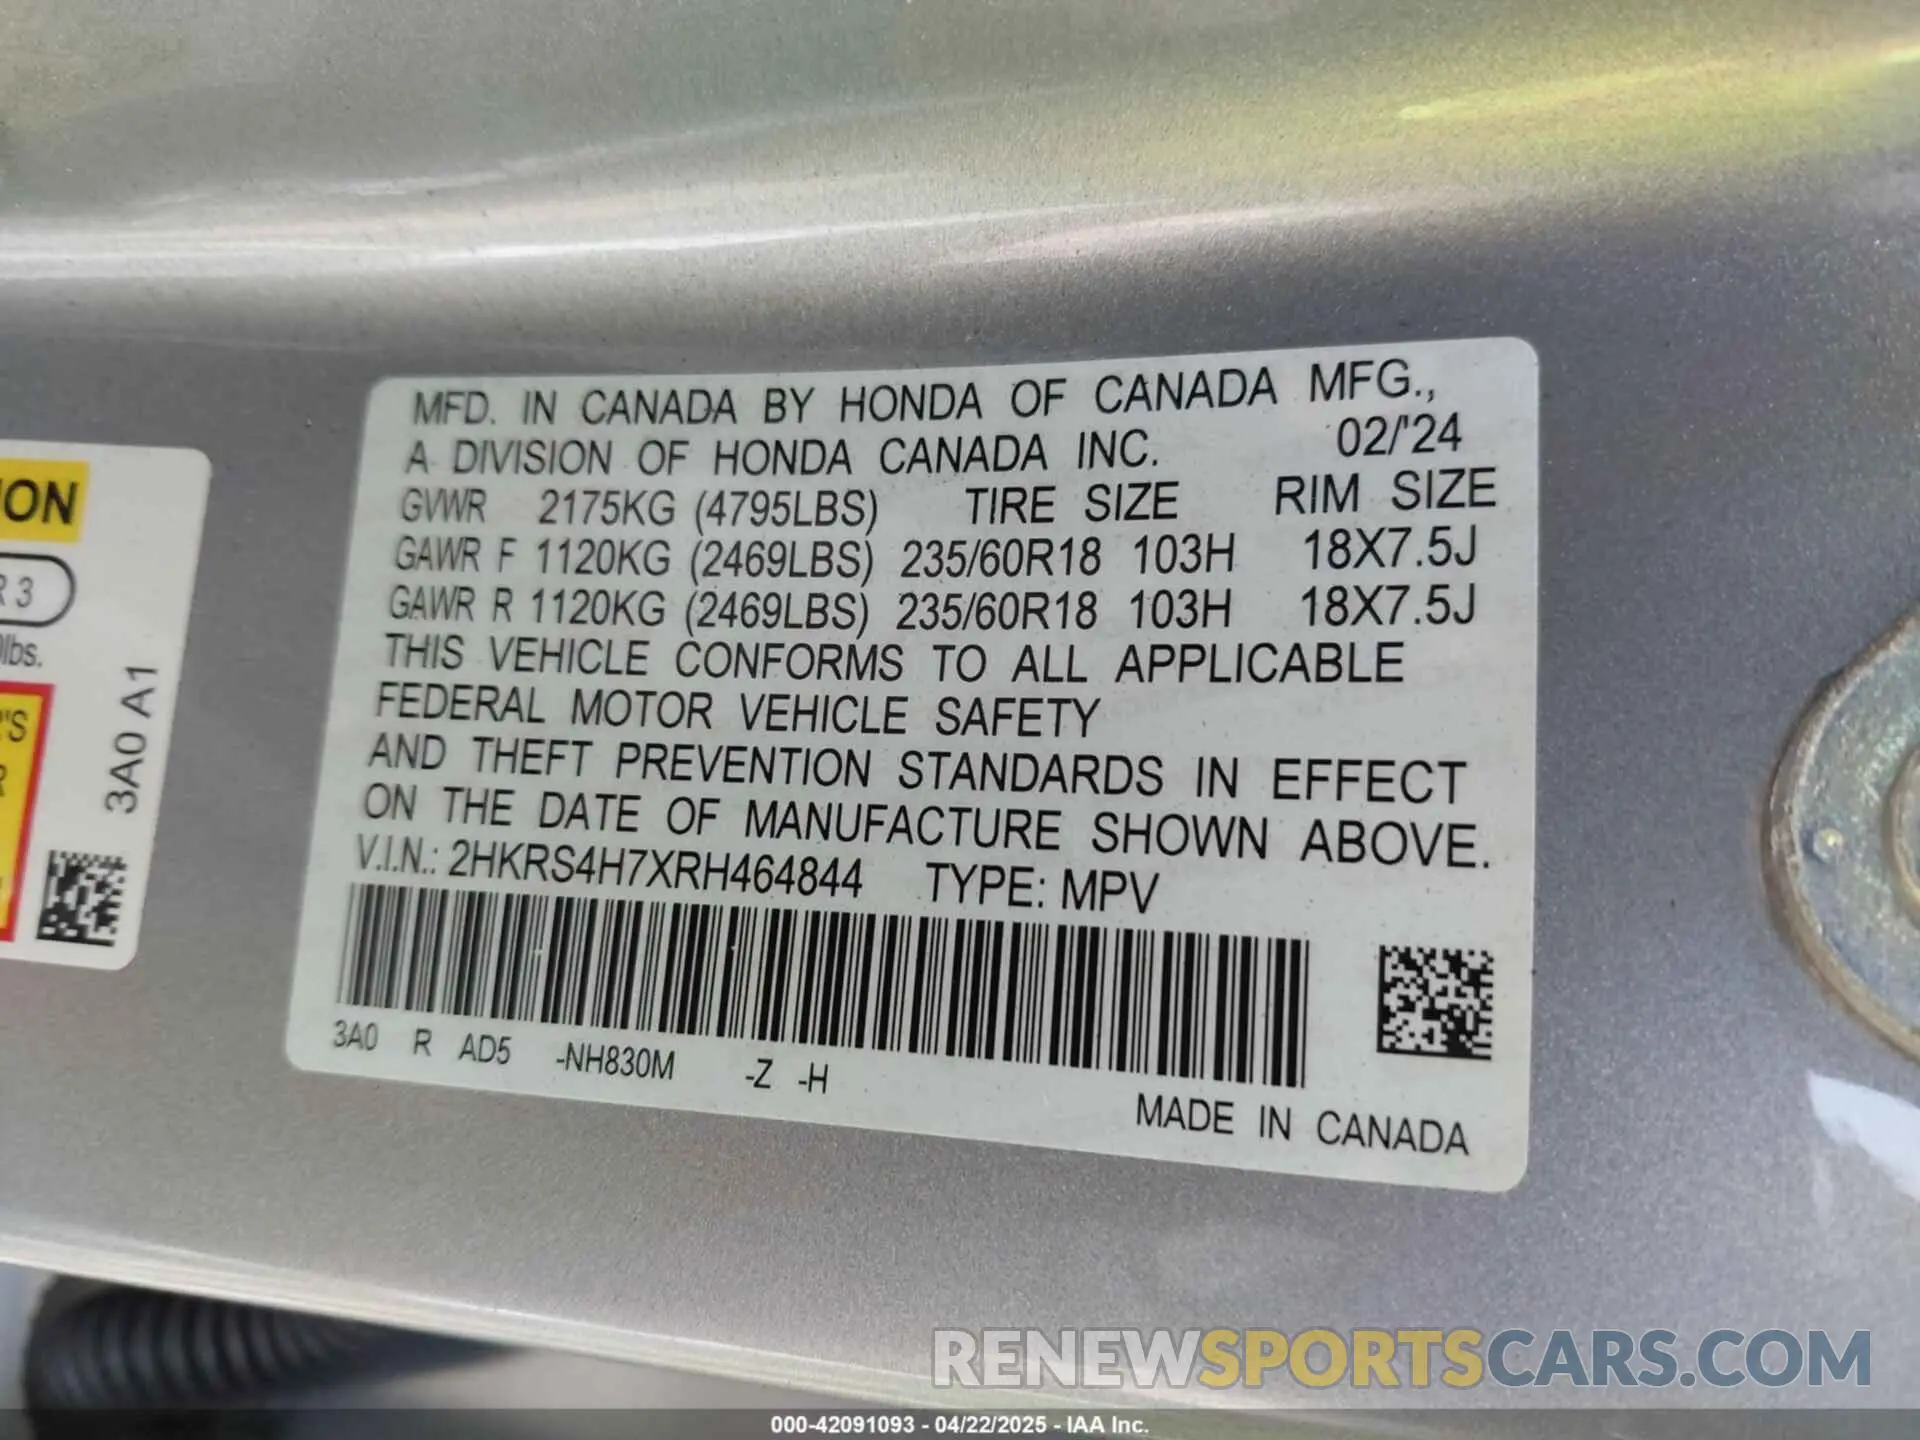 MFD. IN CANADA BY HONDA OF CANADA MFG.,
A DIVISION OF HONDA CANADA INC. 02/'24
GVWR 2175KG (4795LBS) TIRE SIZE RIM SIZE
GAWR F 1120KG (2469LBS) 235/60R18 103H 18X7.5J
GAWR R 1120KG (2469LBS) 235/60R18 103H 18X7.5J
THIS VEHICLE CONFORMS TO ALL APPLICABLE
FEDERAL MOTOR VEHICLE SAFETY
AND THEFT PREVENTION STANDARDS IN EFFECT
ON THE DATE OF MANUFACTURE SHOWN ABOVE.
V.I.N.: 2HKRS4H7XRH464844 TYPE: MPV
3A0 R AD5 -NH830M -Z -H
MADE IN CANADA
ION
R 3
lbs.
'S
R
3A0 A1
RENEWSPORTSCARS.COM
000-42091093 - 04/22/2025 - IAA Inc.